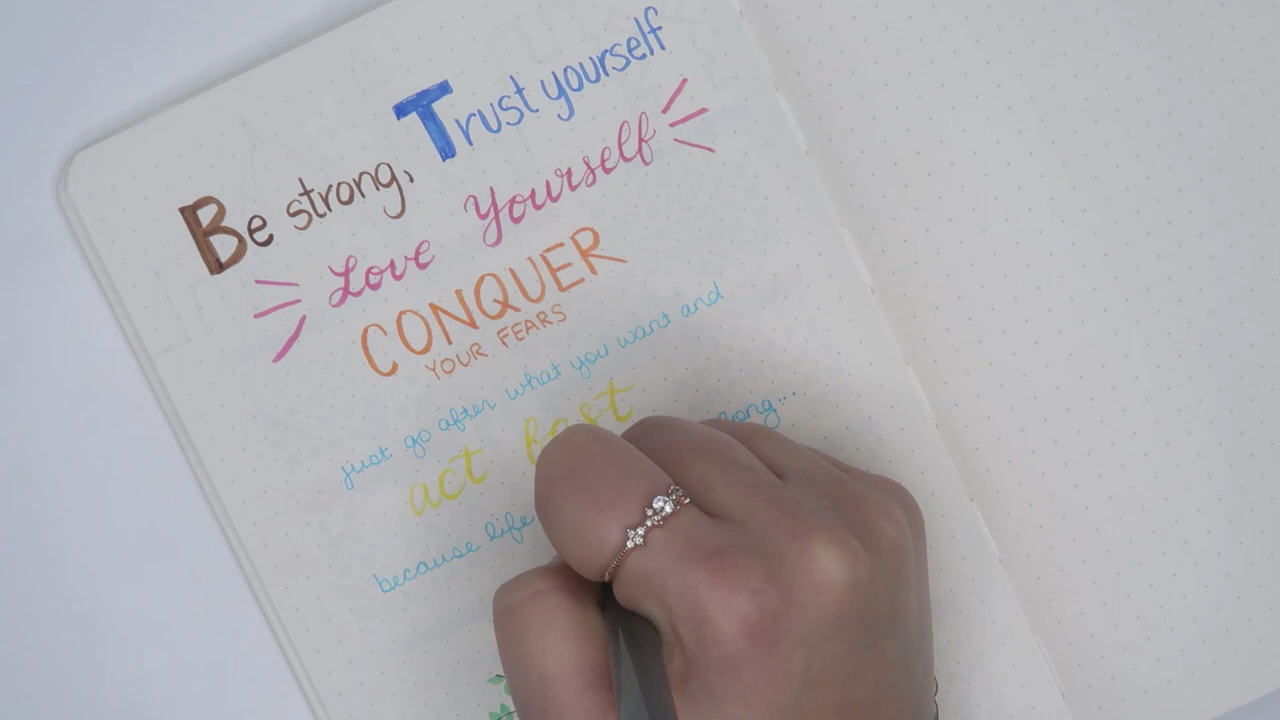 Be strong, Trust yourself
Love Yourself
CONQUER
YOUR FEARS
just go after what you want and
act fast
because life long...